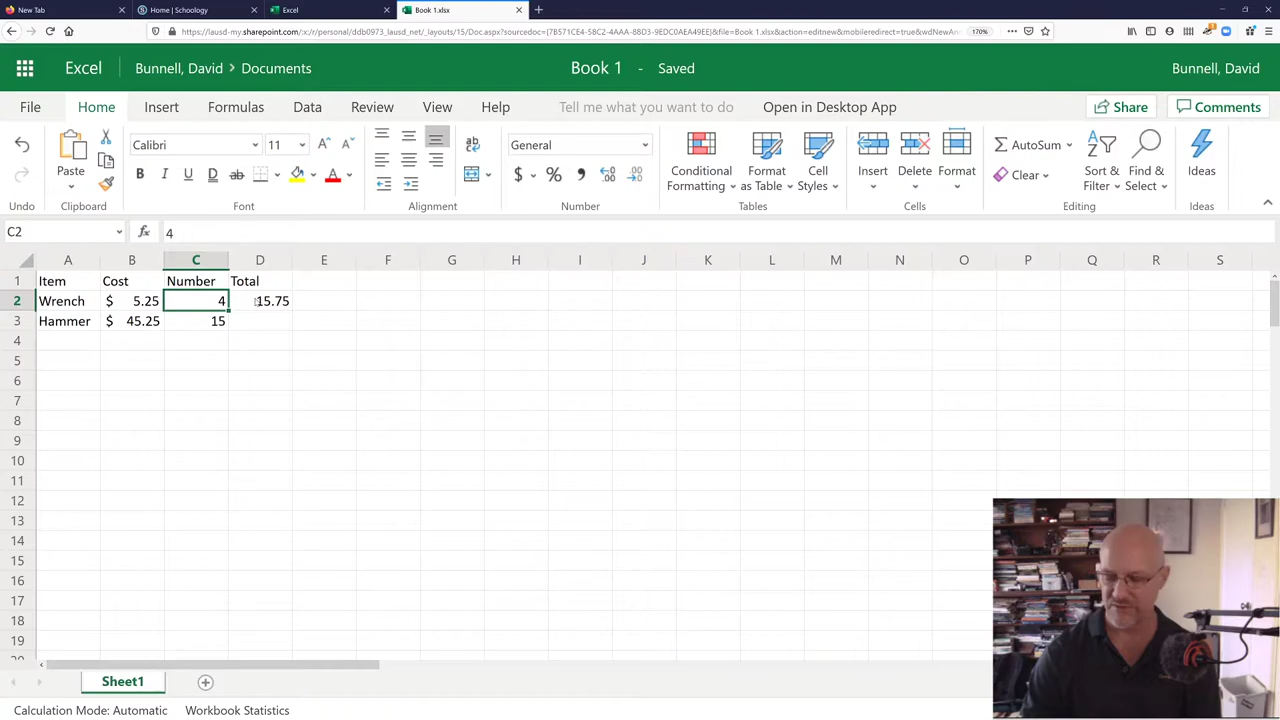 New Tab
Home | Schoology
Excel
Book 1.xlsx
https://lausd-my.sharepoint.com/:x:/personal/ddb0973_lausd_net/_layouts/15/Doc.aspx?sourcedoc={7B571CE4-58C2-4AAA-88D3-9EDC0AEA49EE}&file=Book 1.xlsx&action=editnew&mobileredirect=true&wdNewAn
170%
Excel
Bunnell, David > Documents
Book 1 - Saved
Bunnell, David
File
Home
Insert
Formulas
Data
Review
View
Help
Tell me what you want to do
Open in Desktop App
Share
Comments
Calibri
11
General
AutoSum
Paste
B I U D ab
$ % 9
Conditional Formatting
Format as Table
Cell Styles
Insert
Delete
Format
Clear
Sort & Filter
Find & Select
Ideas
Undo
Clipboard
Font
Alignment
Number
Tables
Cells
Editing
Ideas
C2
fx
4
A B C D E F G H I J K L M N O P Q R S
1 Item Cost Number Total
2 Wrench $ 5.25 4 15.75
3 Hammer $ 45.25 15
4
5
6
7
8
9
10
11
12
13
14
15
16
17
18
19
Sheet1
Calculation Mode: Automatic
Workbook Statistics